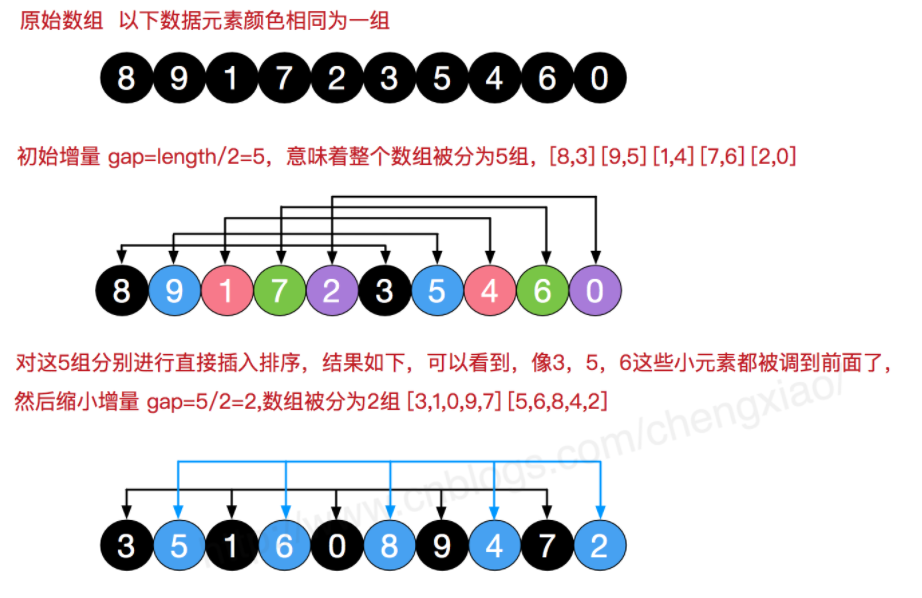 原始数组 以下数据元素颜色相同为一组
8 9 1 7 2 3 5 4 6 0
初始增量 gap=length/2=5，意味着整个数组被分为5组，[8,3][9,5][1,4][7,6][2,0]
8 9 1 7 2 3 5 4 6 0
对这5组分别进行直接插入排序，结果如下，可以看到，像3，5，6这些小元素都被调到前面了，
然后缩小增量 gap=5/2=2,数组被分为2组 [3,1,0,9,7][5,6,8,4,2]
http://www.cnblogs.com/chengxiao/
3 5 1 6 0 8 9 4 7 2